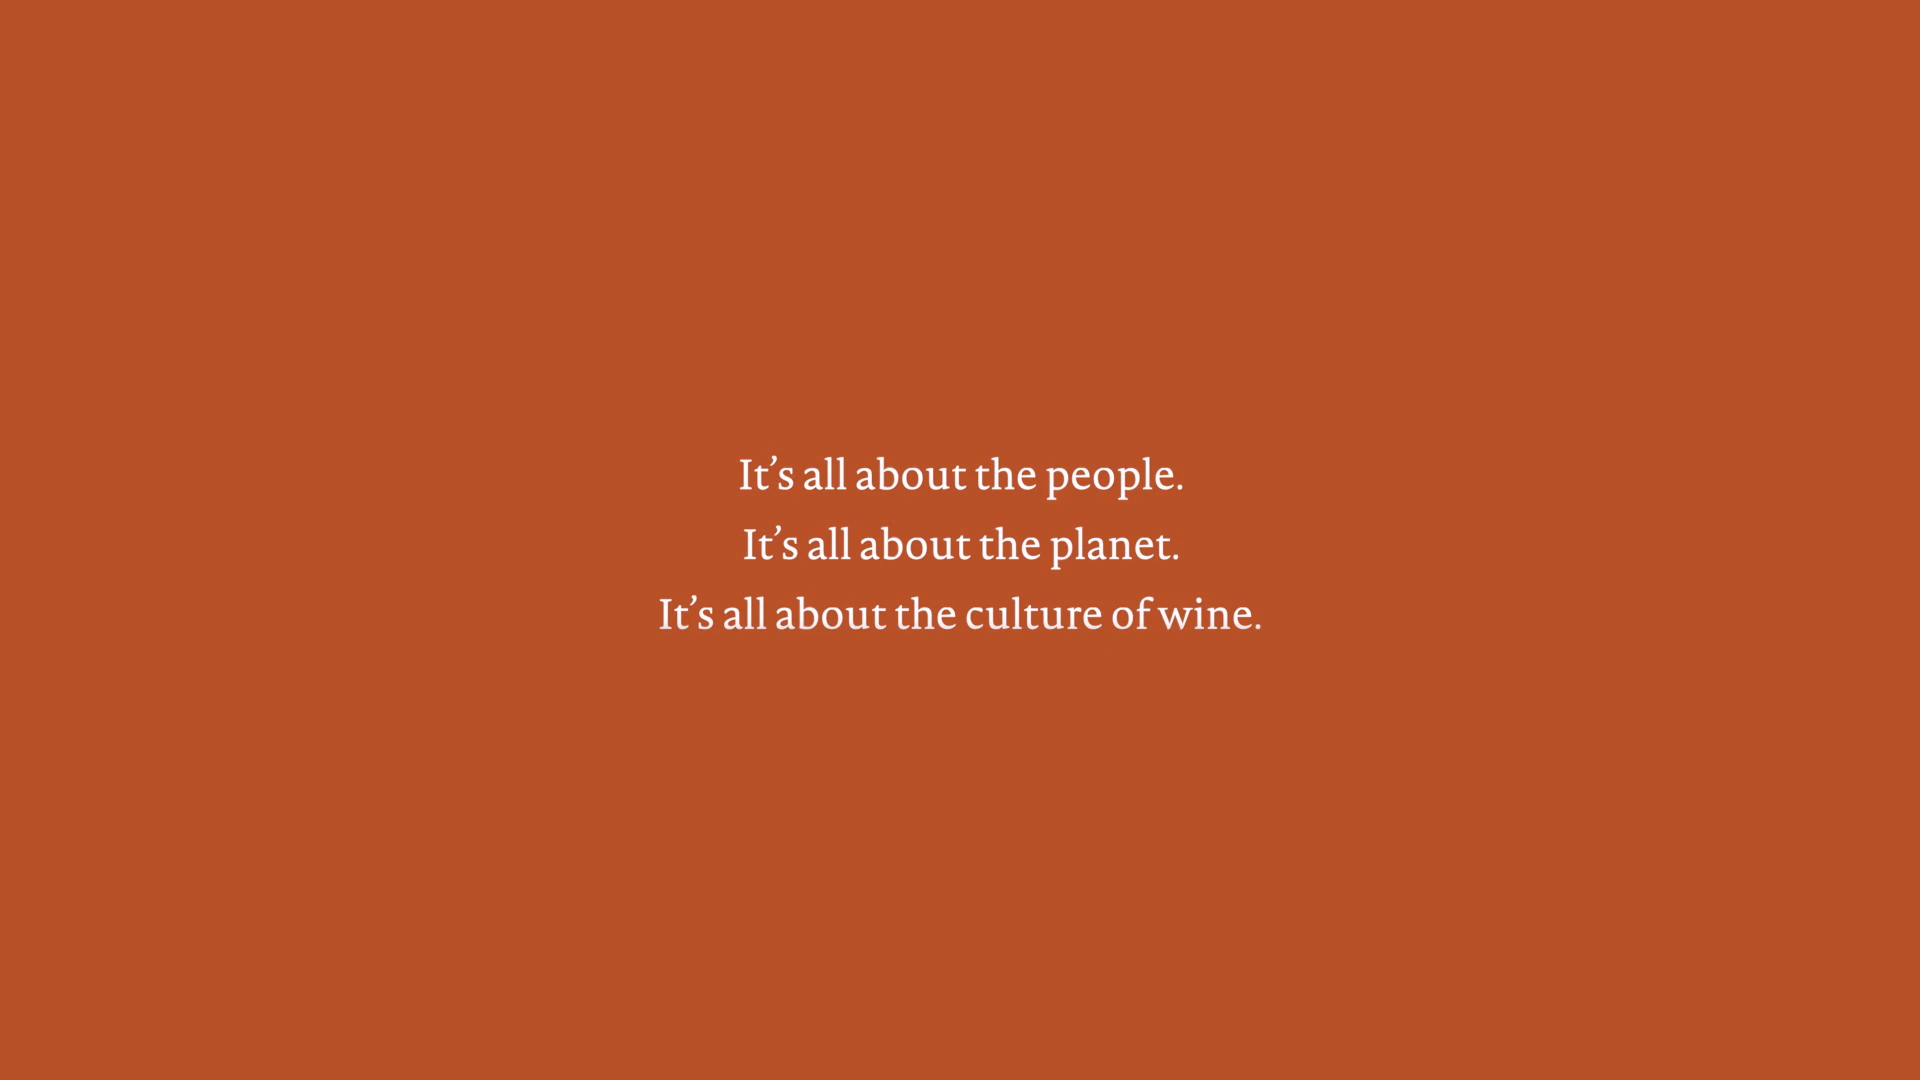 It’s all about the people.
It’s all about the planet.
It’s all about the culture of wine.